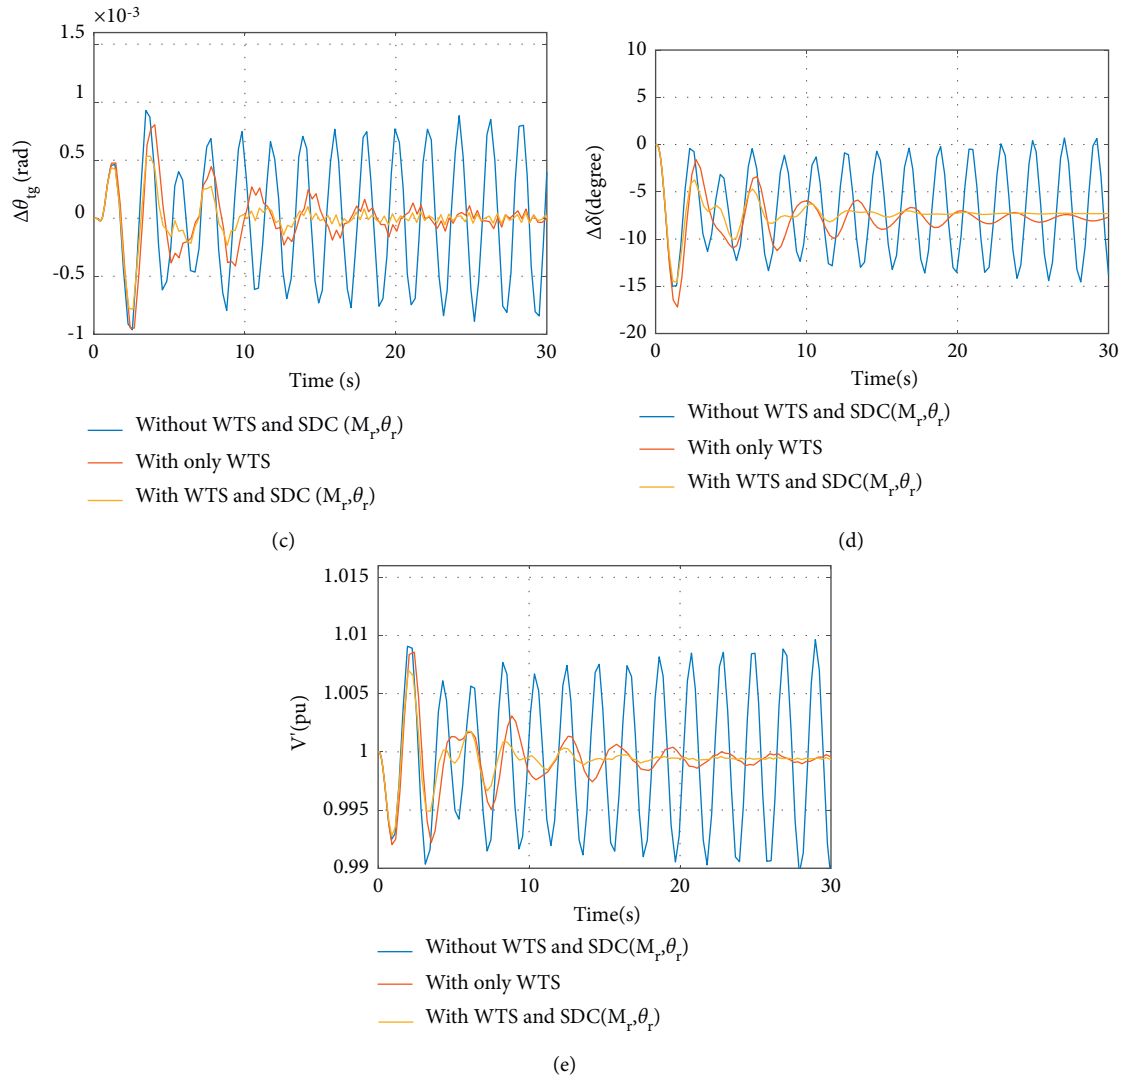 ×10⁻³
1.5
1
0.5
0
-0.5
-1
Δθtg (rad)
0 10 20 30
Time (s)
Without WTS and SDC (Mr,θr)
With only WTS
With WTS and SDC (Mr,θr)
(c)
10
5
0
-5
-10
-15
-20
Δδ(degree)
0 10 20 30
Time(s)
Without WTS and SDC(Mr,θr)
With only WTS
With WTS and SDC(Mr,θr)
(d)
1.015
1.01
1.005
1
0.995
0.99
V'(pu)
0 10 20 30
Time(s)
Without WTS and SDC(Mr,θr)
With only WTS
With WTS and SDC(Mr,θr)
(e)